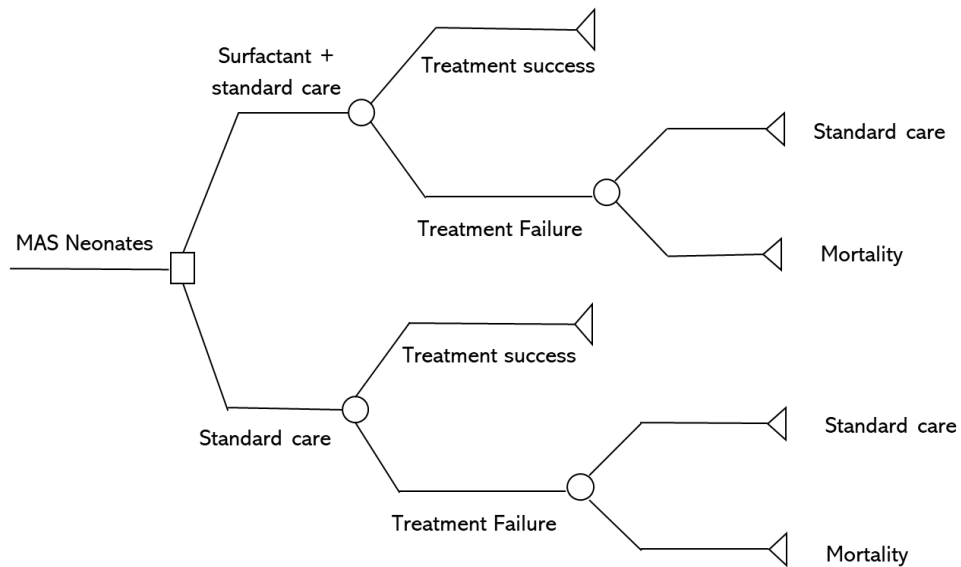 Surfactant +
standard care
Treatment success
Standard care
Treatment Failure
MAS Neonates
Mortality
Treatment success
Standard care
Standard care
Treatment Failure
Mortality